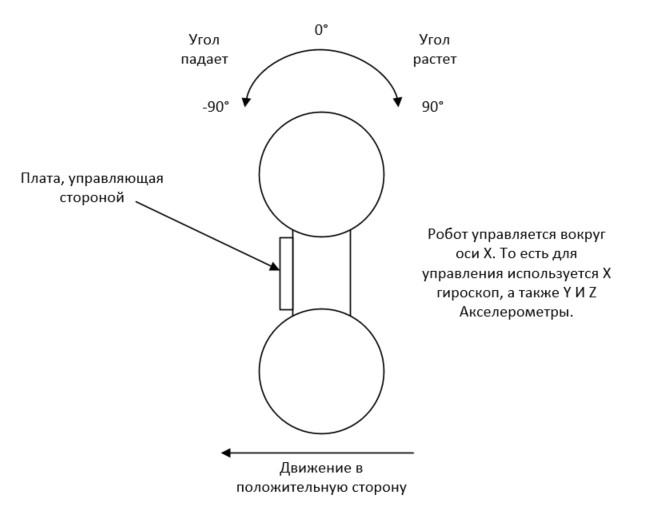 0°
Угол
падает
Угол
растет
-90°
90°
Плата, управляющая
стороной
Робот управляется вокруг
оси X. То есть для
управления используется X
гироскоп, а также Y И Z
Акселерометры.
Движение в
положительную сторону